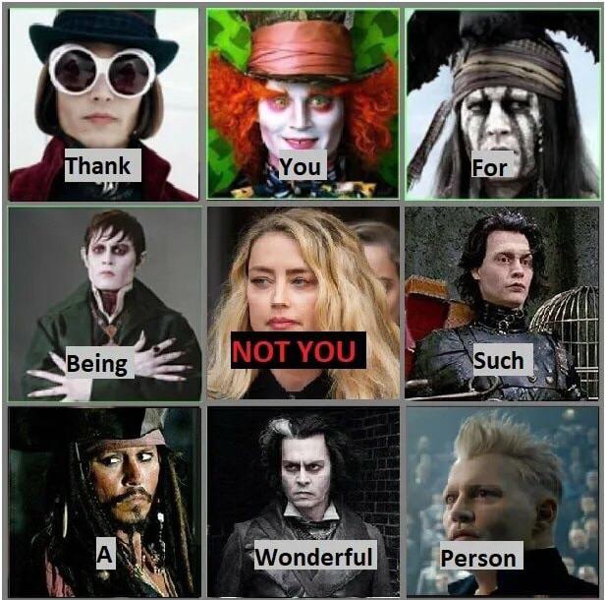 Thank
You
For
Being
NOT YOU
Such
A
Wonderful
Person